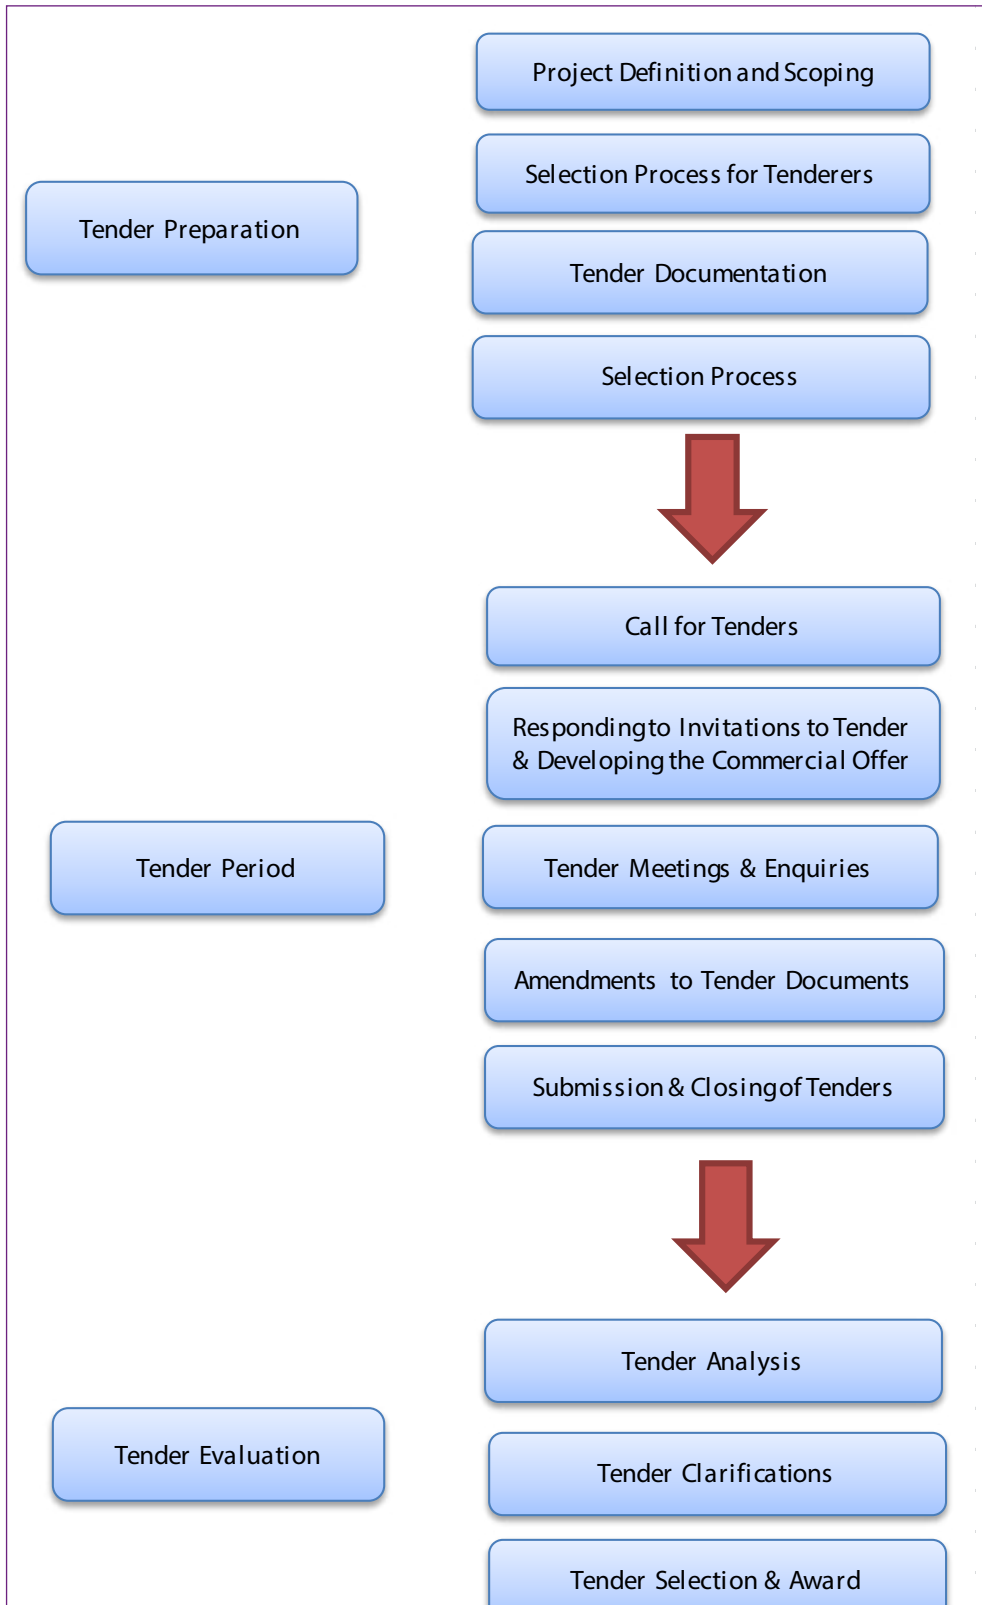 Project Definition and Scoping
Selection Process for Tenderers
Tender Preparation
Tender Documentation
Selection Process
Call for Tenders
Responding to Invitations to Tender
& Developing the Commercial Offer
Tender Period
Tender Meetings & Enquiries
Amendments to Tender Documents
Submission & Closing of Tenders
Tender Analysis
Tender Evaluation
Tender Clarifications
Tender Selection & Award